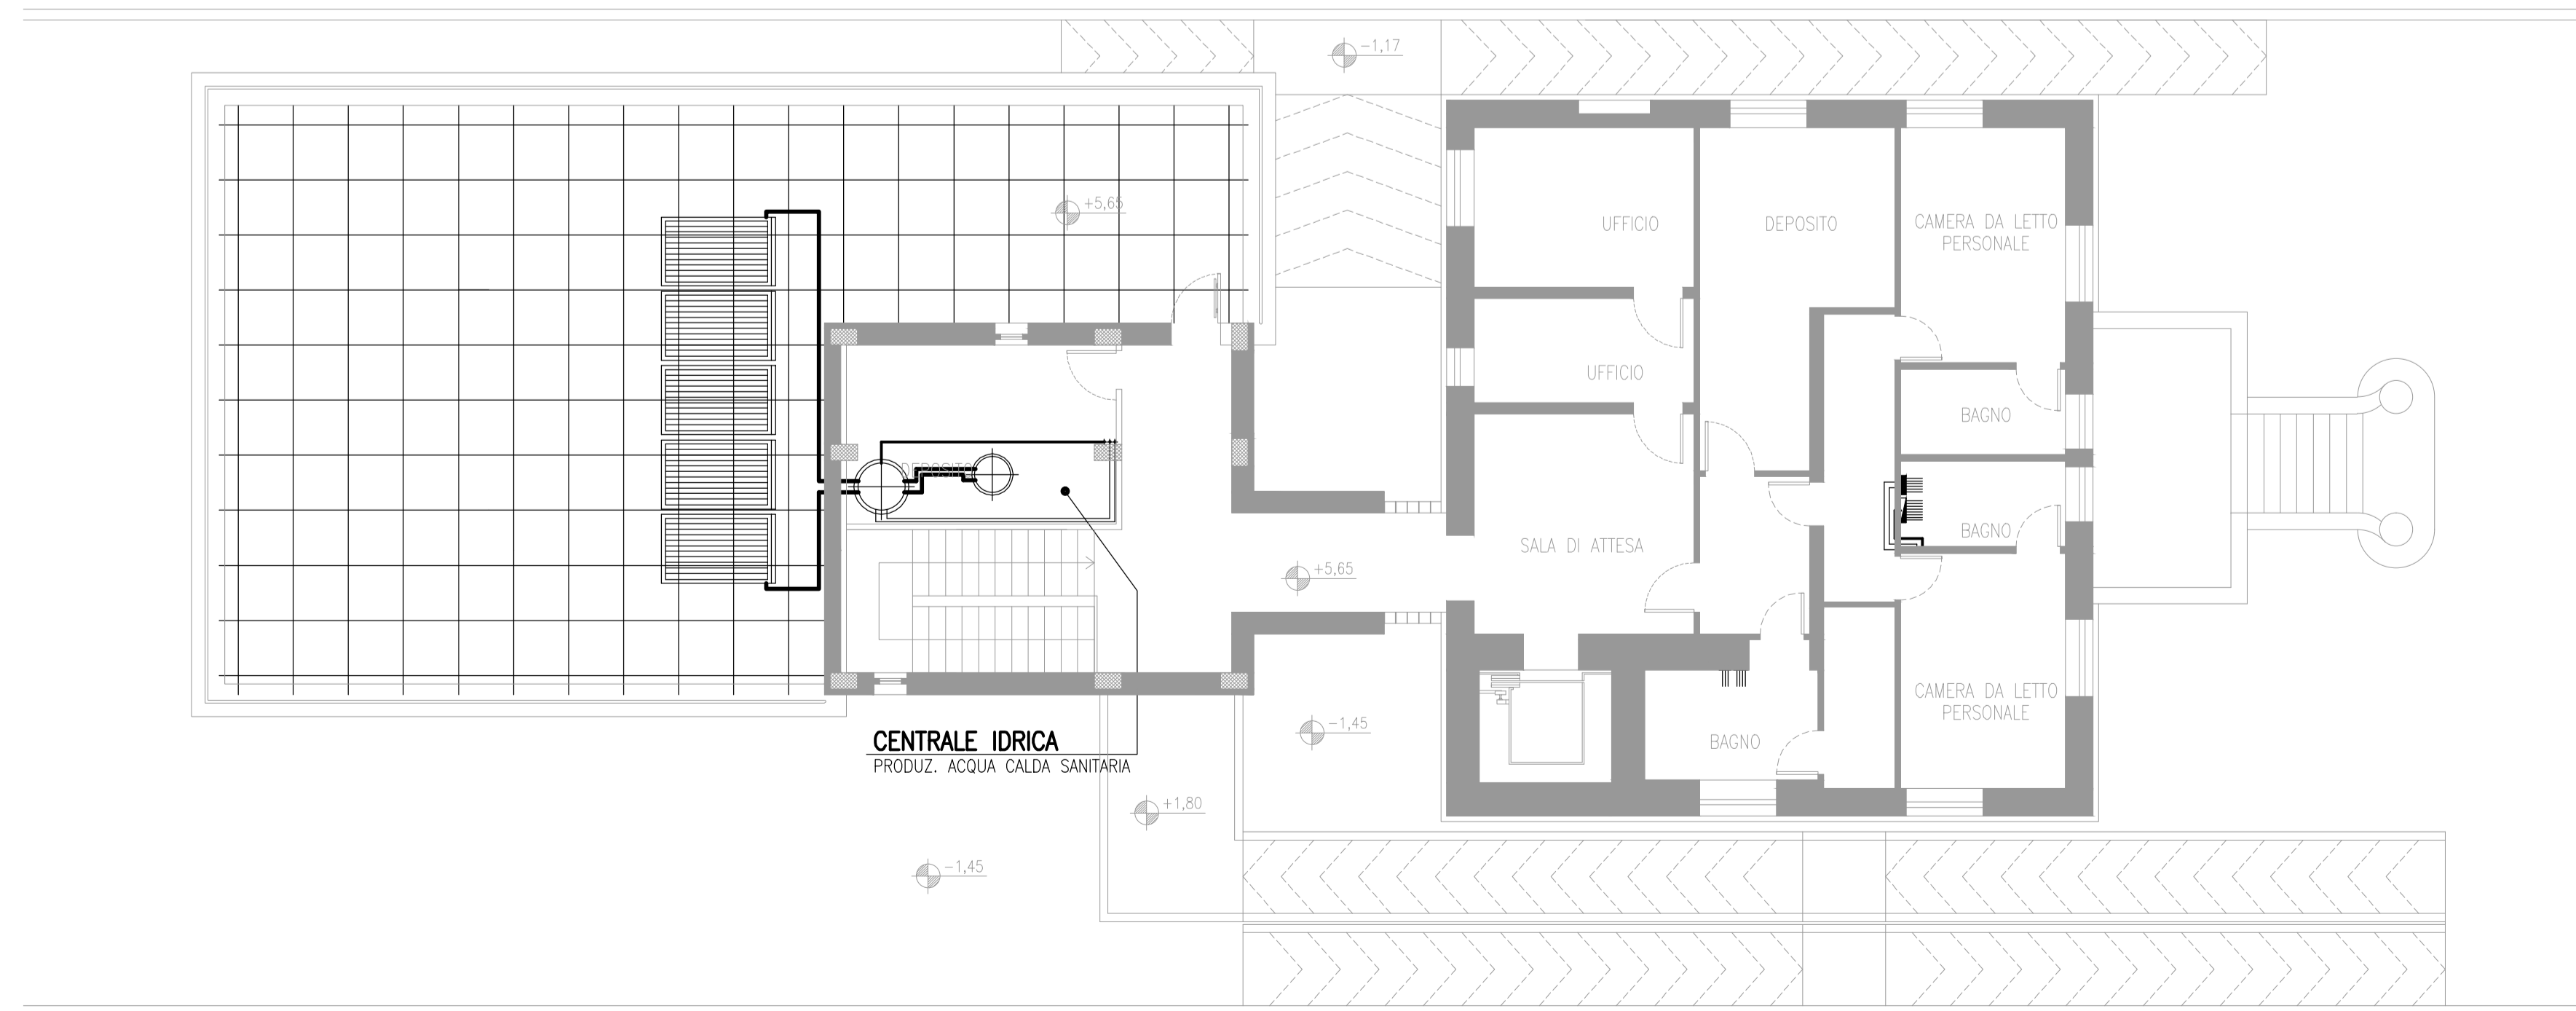 -1,17
+5,65
UFFICIO
DEPOSITO
CAMERA DA LETTO
PERSONALE
UFFICIO
BAGNO
DEPOSITO
BAGNO
SALA DI ATTESA
+5,65
CAMERA DA LETTO
PERSONALE
-1,45
CENTRALE IDRICA
BAGNO
PRODUZ. ACQUA CALDA SANITARIA
+1,80
-1,45